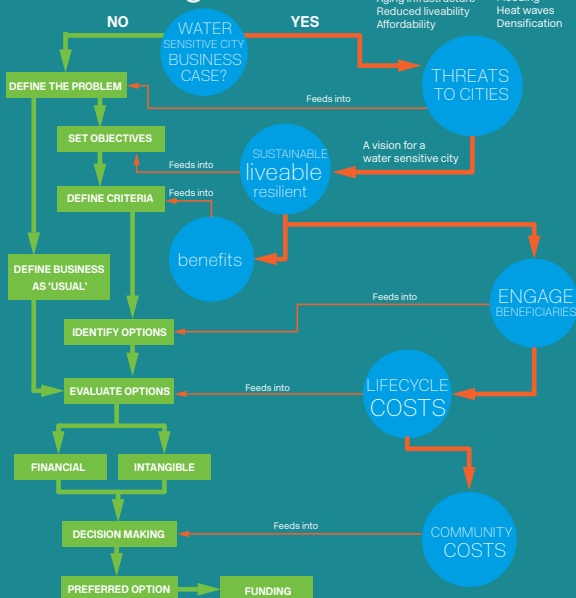 Aging infrastructure
Reduced liveability
Affordability
Heat waves
Densification
NO
YES
WATER
SENSITIVE CITY
BUSINESS
CASE?
THREATS
TO CITIES
DEFINE THE PROBLEM
Feeds into
SET OBJECTIVES
A vision for a
water sensitive city
SUSTAINABLE
liveable
resilient
Feeds into
DEFINE CRITERIA
Feeds into
benefits
DEFINE BUSINESS
AS ‘USUAL’
ENGAGE
BENEFICIARIES
Feeds into
IDENTIFY OPTIONS
LIFECYCLE
COSTS
Feeds into
EVALUATE OPTIONS
FINANCIAL
INTANGIBLE
COMMUNITY
COSTS
Feeds into
DECISION MAKING
PREFERRED OPTION
FUNDING